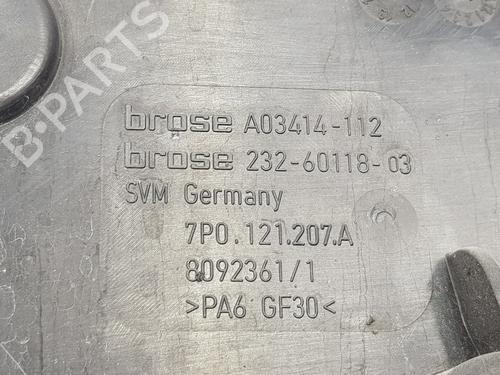 brose A03414-112
brose 232-60118-03
SVM Germany
7P0.121.207.A
8092361/1
>PA6 GF30<
B-PARTS